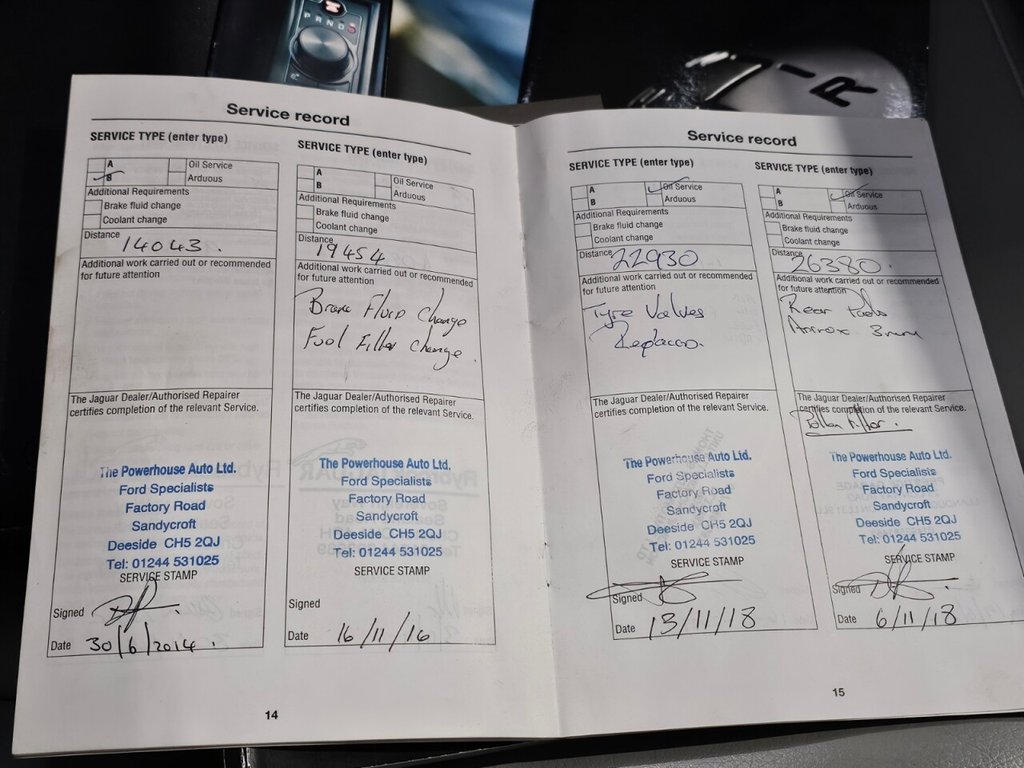 P R N D S
R
Service record
SERVICE TYPE (enter type)
A
B
Oil Service
Arduous
Additional Requirements
Brake fluid change
Coolant change
Distance 14043.
Additional work carried out or recommended
for future attention
The Jaguar Dealer/Authorised Repairer
certifies completion of the relevant Service.
The Powerhouse Auto Ltd.
Ford Specialists
Factory Road
Sandycroft
Deeside CH5 2QJ
Tel: 01244 531025
SERVICE STAMP
Signed
Date 30/6/2014.
SERVICE TYPE (enter type)
A
B
Oil Service
Arduous
Additional Requirements
Brake fluid change
Coolant change
Distance 19454
Additional work carried out or recommended
for future attention
Brake Fluid Change
Fuel Filter Change.
The Jaguar Dealer/Authorised Repairer
certifies completion of the relevant Service.
The Powerhouse Auto Ltd.
Ford Specialists
Factory Road
Sandycroft
Deeside CH5 2QJ
Tel: 01244 531025
SERVICE STAMP
Signed
Date 16/11/16
14
Service record
SERVICE TYPE (enter type)
A
B
Oil Service
Arduous
Additional Requirements
Brake fluid change
Coolant change
Distance 22930
Additional work carried out or recommended
for future attention
Tyre Valves
Replaced.
The Jaguar Dealer/Authorised Repairer
certifies completion of the relevant Service.
The Powerhouse Auto Ltd.
Ford Specialists
Factory Road
Sandycroft
Deeside CH5 2QJ
Tel: 01244 531025
SERVICE STAMP
Signed
Date 13/11/18
SERVICE TYPE (enter type)
A
B
Oil Service
Arduous
Additional Requirements
Brake fluid change
Coolant change
Distance 26380.
Additional work carried out or recommended
for future attention
Rear Pads
Approx 3mm
The Jaguar Dealer/Authorised Repairer
certifies completion of the relevant Service.
Pollen Filter.
The Powerhouse Auto Ltd.
Ford Specialists
Factory Road
Sandycroft
Deeside CH5 2QJ
Tel: 01244 531025
SERVICE STAMP
Signed
Date 6/11/18
15